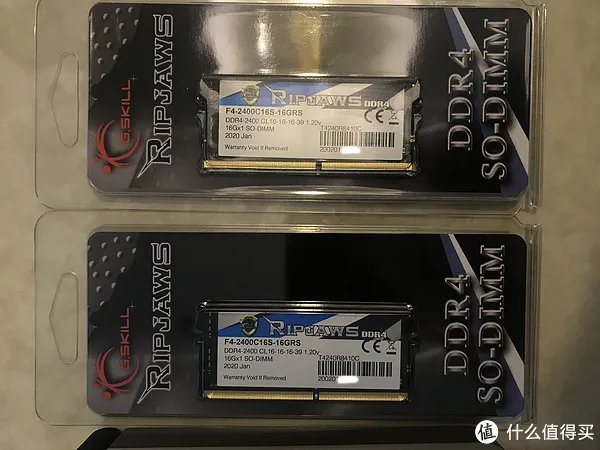 G.SKILL
RIPJAWS
RIPJAWS DDR4
F4-2400C16S-16GRS
DDR4-2400 CL16-16-16-39 1.20v
16Gx1 SO-DIMM
2020 Jan
Warranty Void If Removed
T4240R8410C
DDR4
SO-DIMM
G.SKILL
RIPJAWS
RIPJAWS DDR4
F4-2400C16S-16GRS
DDR4-2400 CL16-16-16-39 1.20v
16Gx1 SO-DIMM
2020 Jan
Warranty Void If Removed
T4240R8410C
DDR4
SO-DIMM
值 什么值得买